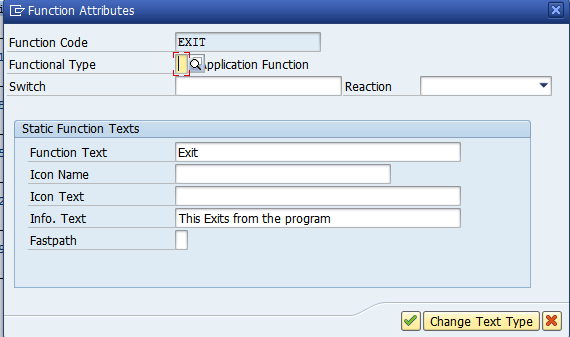 Function Attributes
Function Code EXIT
Functional Type Application Function
Switch Reaction
Static Function Texts
Function Text Exit
Icon Name
Icon Text
Info. Text This Exits from the program
Fastpath
Change Text Type